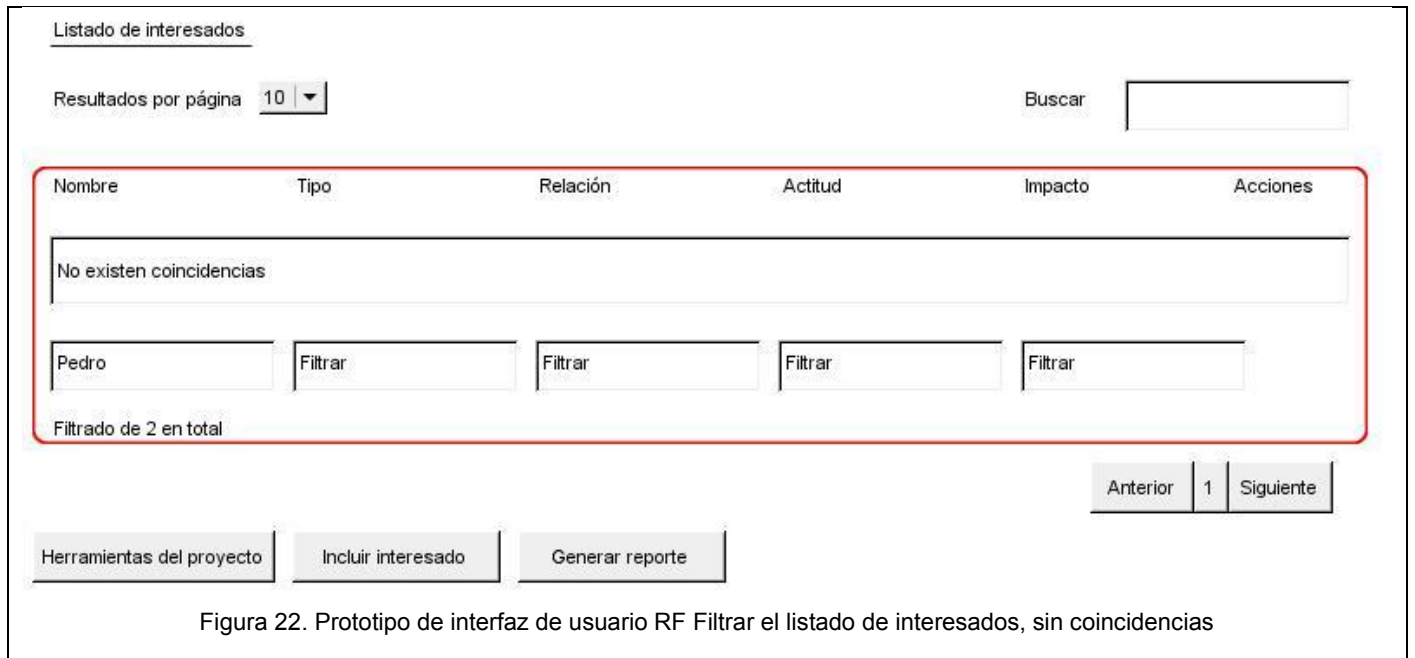 Listado de interesados
Resultados por página 10 Buscar
Nombre Tipo Relación Actitud Impacto Acciones
No existen coincidencias
Pedro Filtrar Filtrar Filtrar Filtrar
Filtrado de 2 en total
Anterior 1 Siguiente
Herramientas del proyecto Incluir interesado Generar reporte
Figura 22. Prototipo de interfaz de usuario RF Filtrar el listado de interesados, sin coincidencias